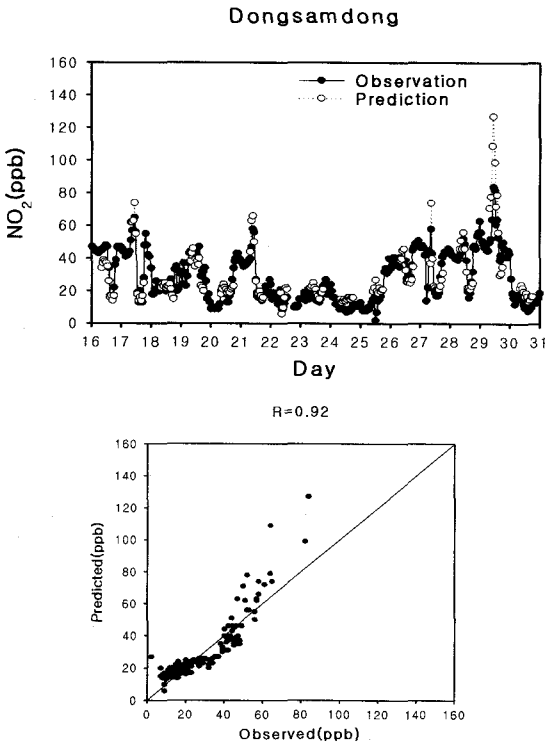 Dongsamdong
160
140
120
100
80
60
40
20
0
NO2(ppb)
Observation
Prediction
16 17 18 19 20 21 22 23 24 25 26 27 28 29 30 31
Day
R=0.92
160
140
120
100
80
60
40
20
0
Predicted(ppb)
0 20 40 60 80 100 120 140 160
Observed(ppb)